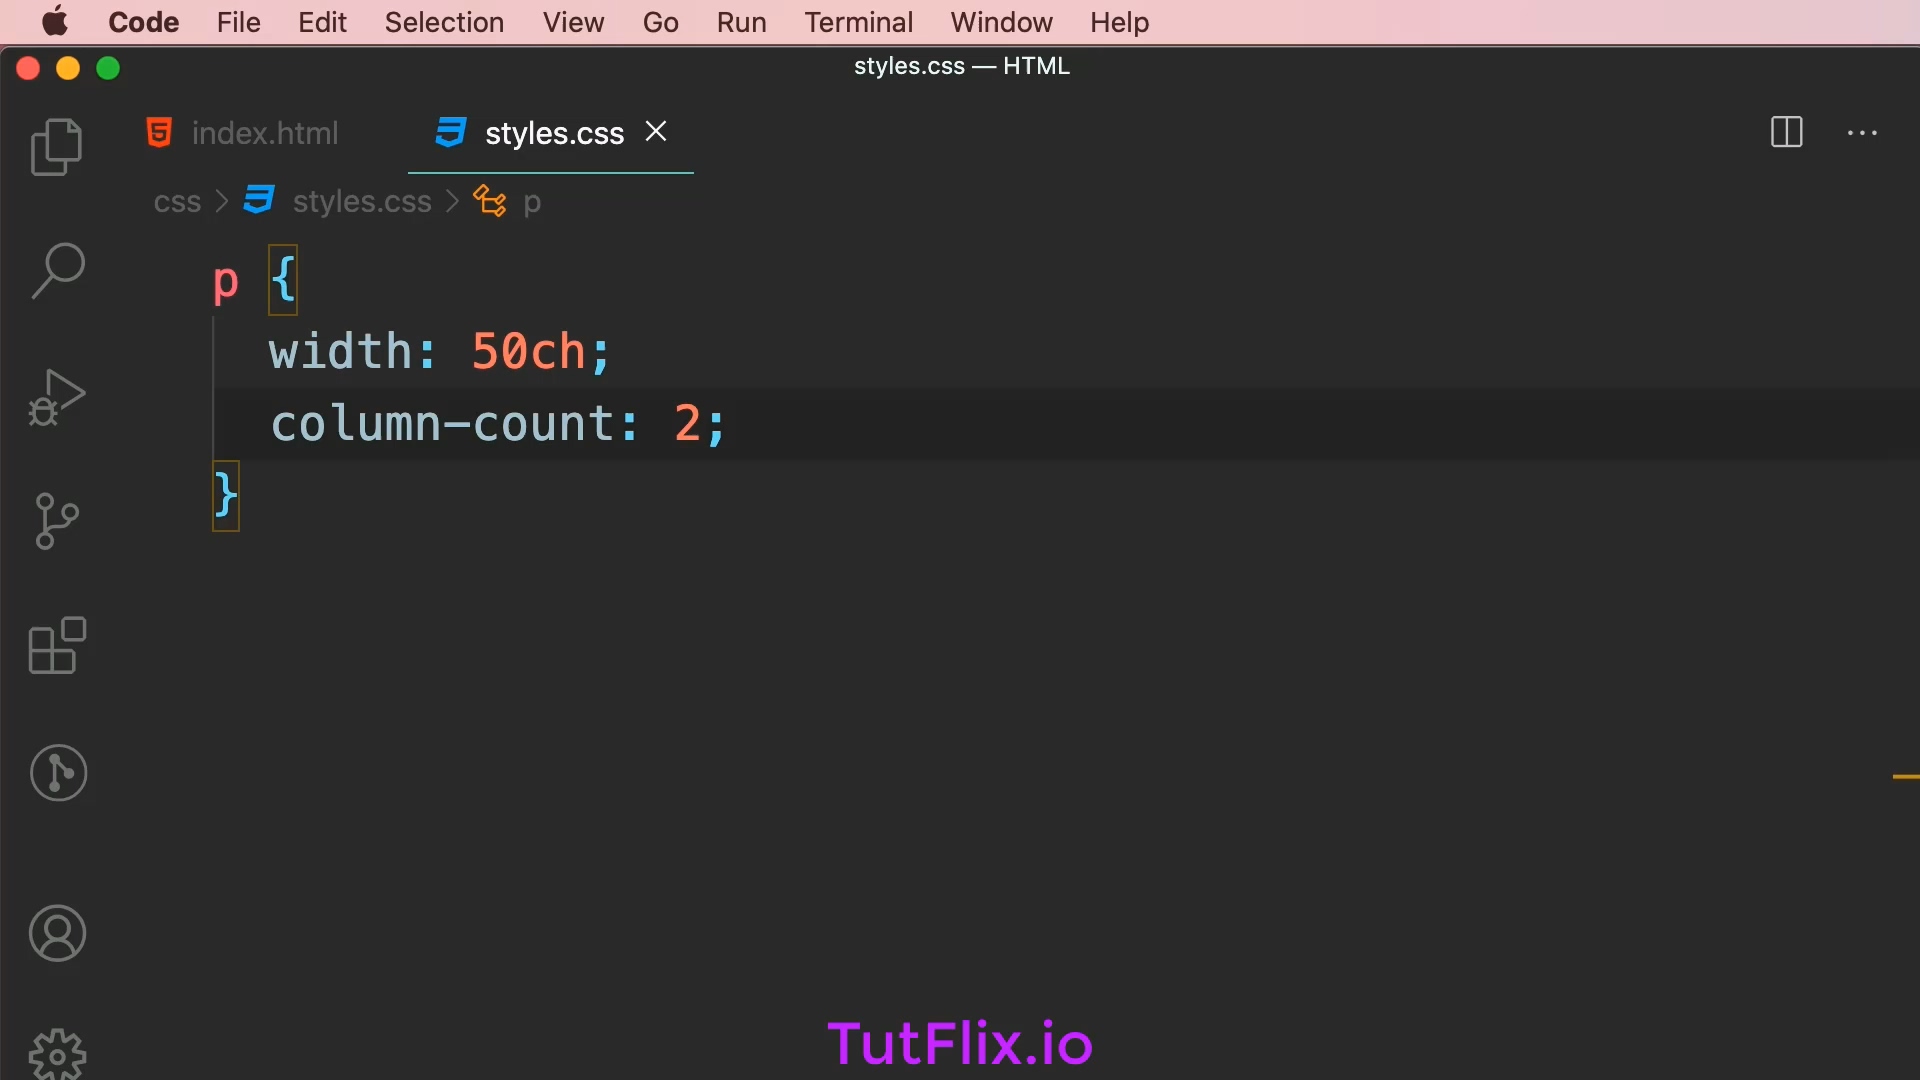 Code File Edit Selection View Go Run Terminal Window Help
styles.css — HTML
index.html styles.css
css > styles.css > p
p {
width: 50ch;
column-count: 2;
}
TutFlix.io